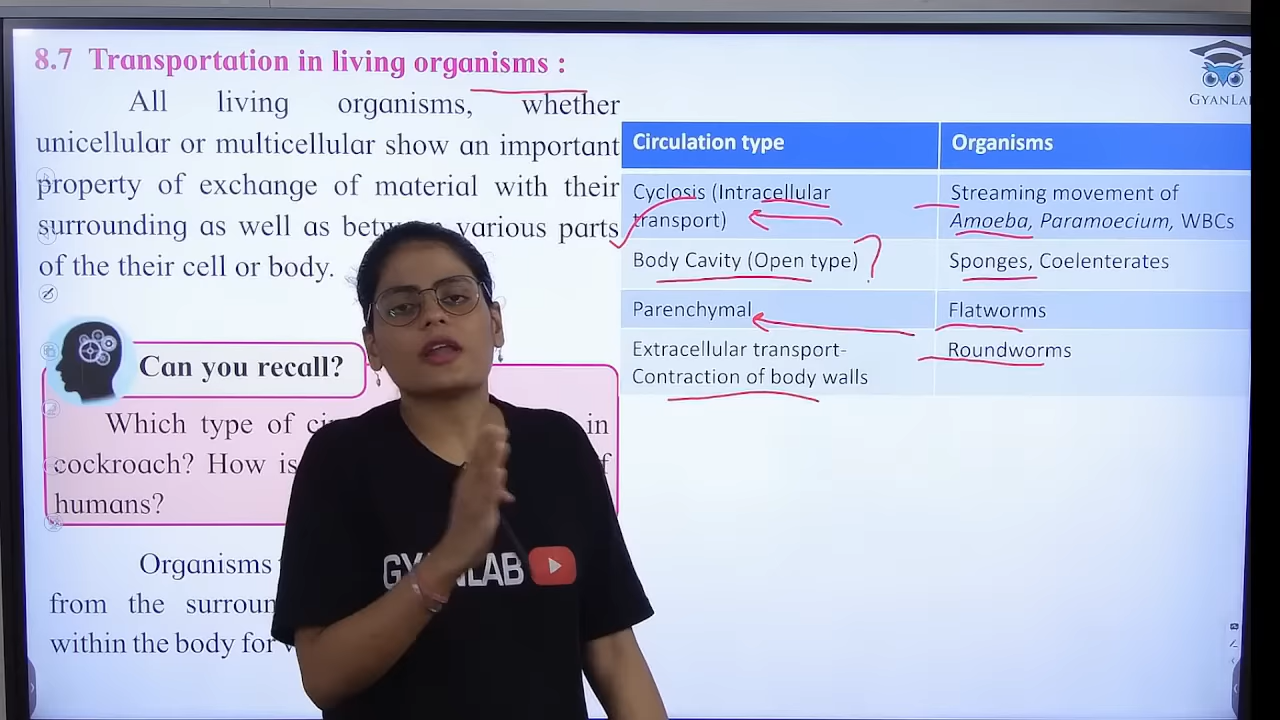 8.7 Transportation in living organisms :
All living organisms, whether
unicellular or multicellular show an important
property of exchange of material with their
surrounding as well as between various parts
of the their cell or body.
Can you recall?
Which type of in
cockroach? How is
humans?
Organisms
from the
within the body for
GYANLAB
Circulation type Organisms
Cyclosis (Intracellular Streaming movement of
transport) Amoeba, Paramoecium, WBCs
Body Cavity (Open type) ? Sponges, Coelenterates
Parenchymal Flatworms
Extracellular transport- Roundworms
Contraction of body walls
GYANLAB